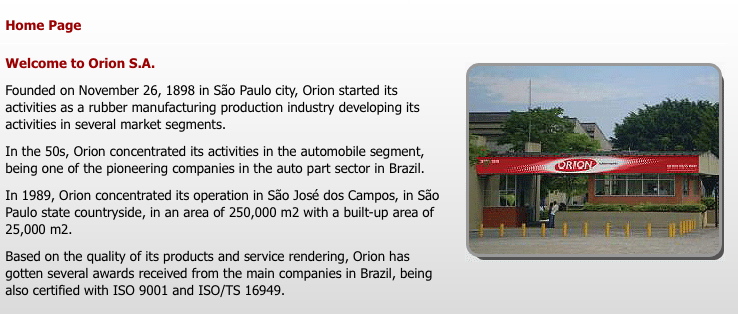 Home Page
Welcome to Orion S.A.
Founded on November 26, 1898 in São Paulo city, Orion started its
activities as a rubber manufacturing production industry developing its
activities in several market segments.
In the 50s, Orion concentrated its activities in the automobile segment,
being one of the pioneering companies in the auto part sector in Brazil.
In 1989, Orion concentrated its operation in São José dos Campos, in São
Paulo state countryside, in an area of 250,000 m2 with a built-up area of
25,000 m2.
Based on the quality of its products and service rendering, Orion has
gotten several awards received from the main companies in Brazil, being
also certified with ISO 9001 and ISO/TS 16949.
ORION